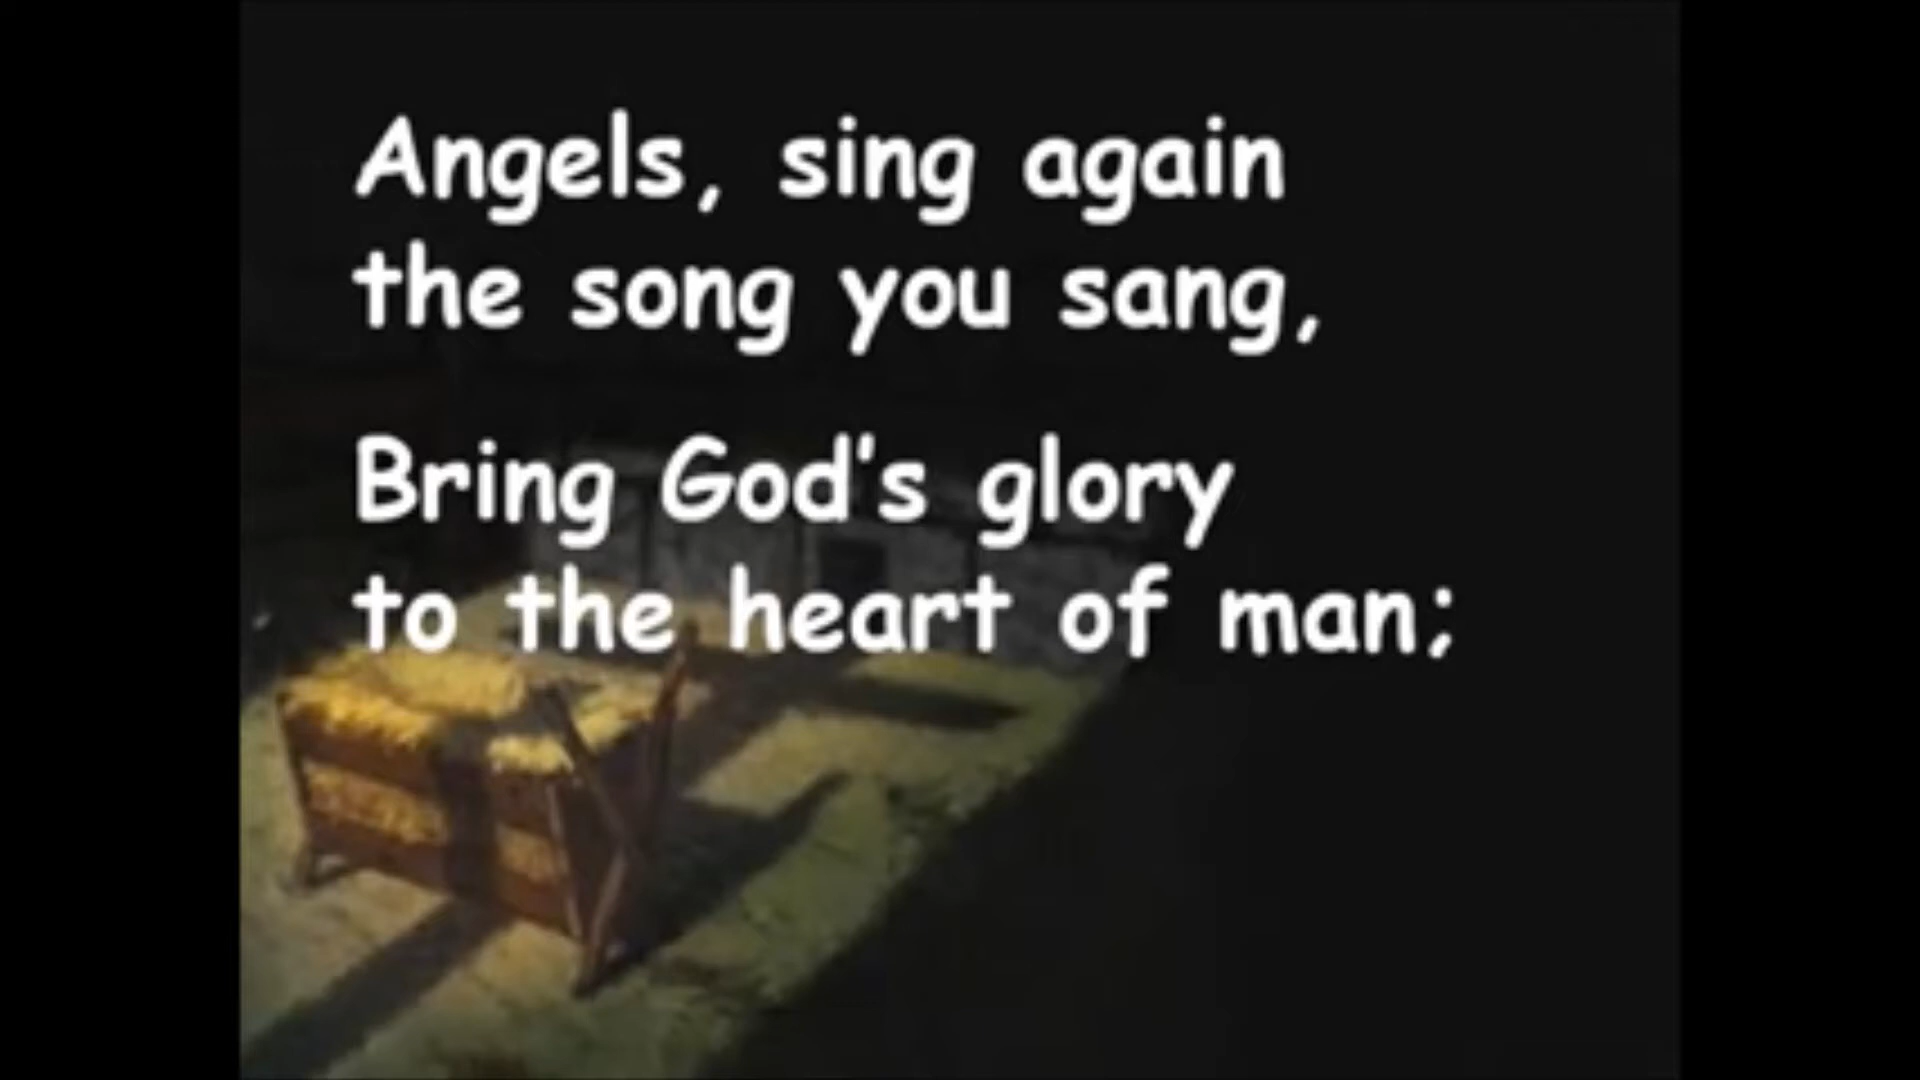 Angels, sing again
the song you sang,
Bring God's glory
to the heart of man;